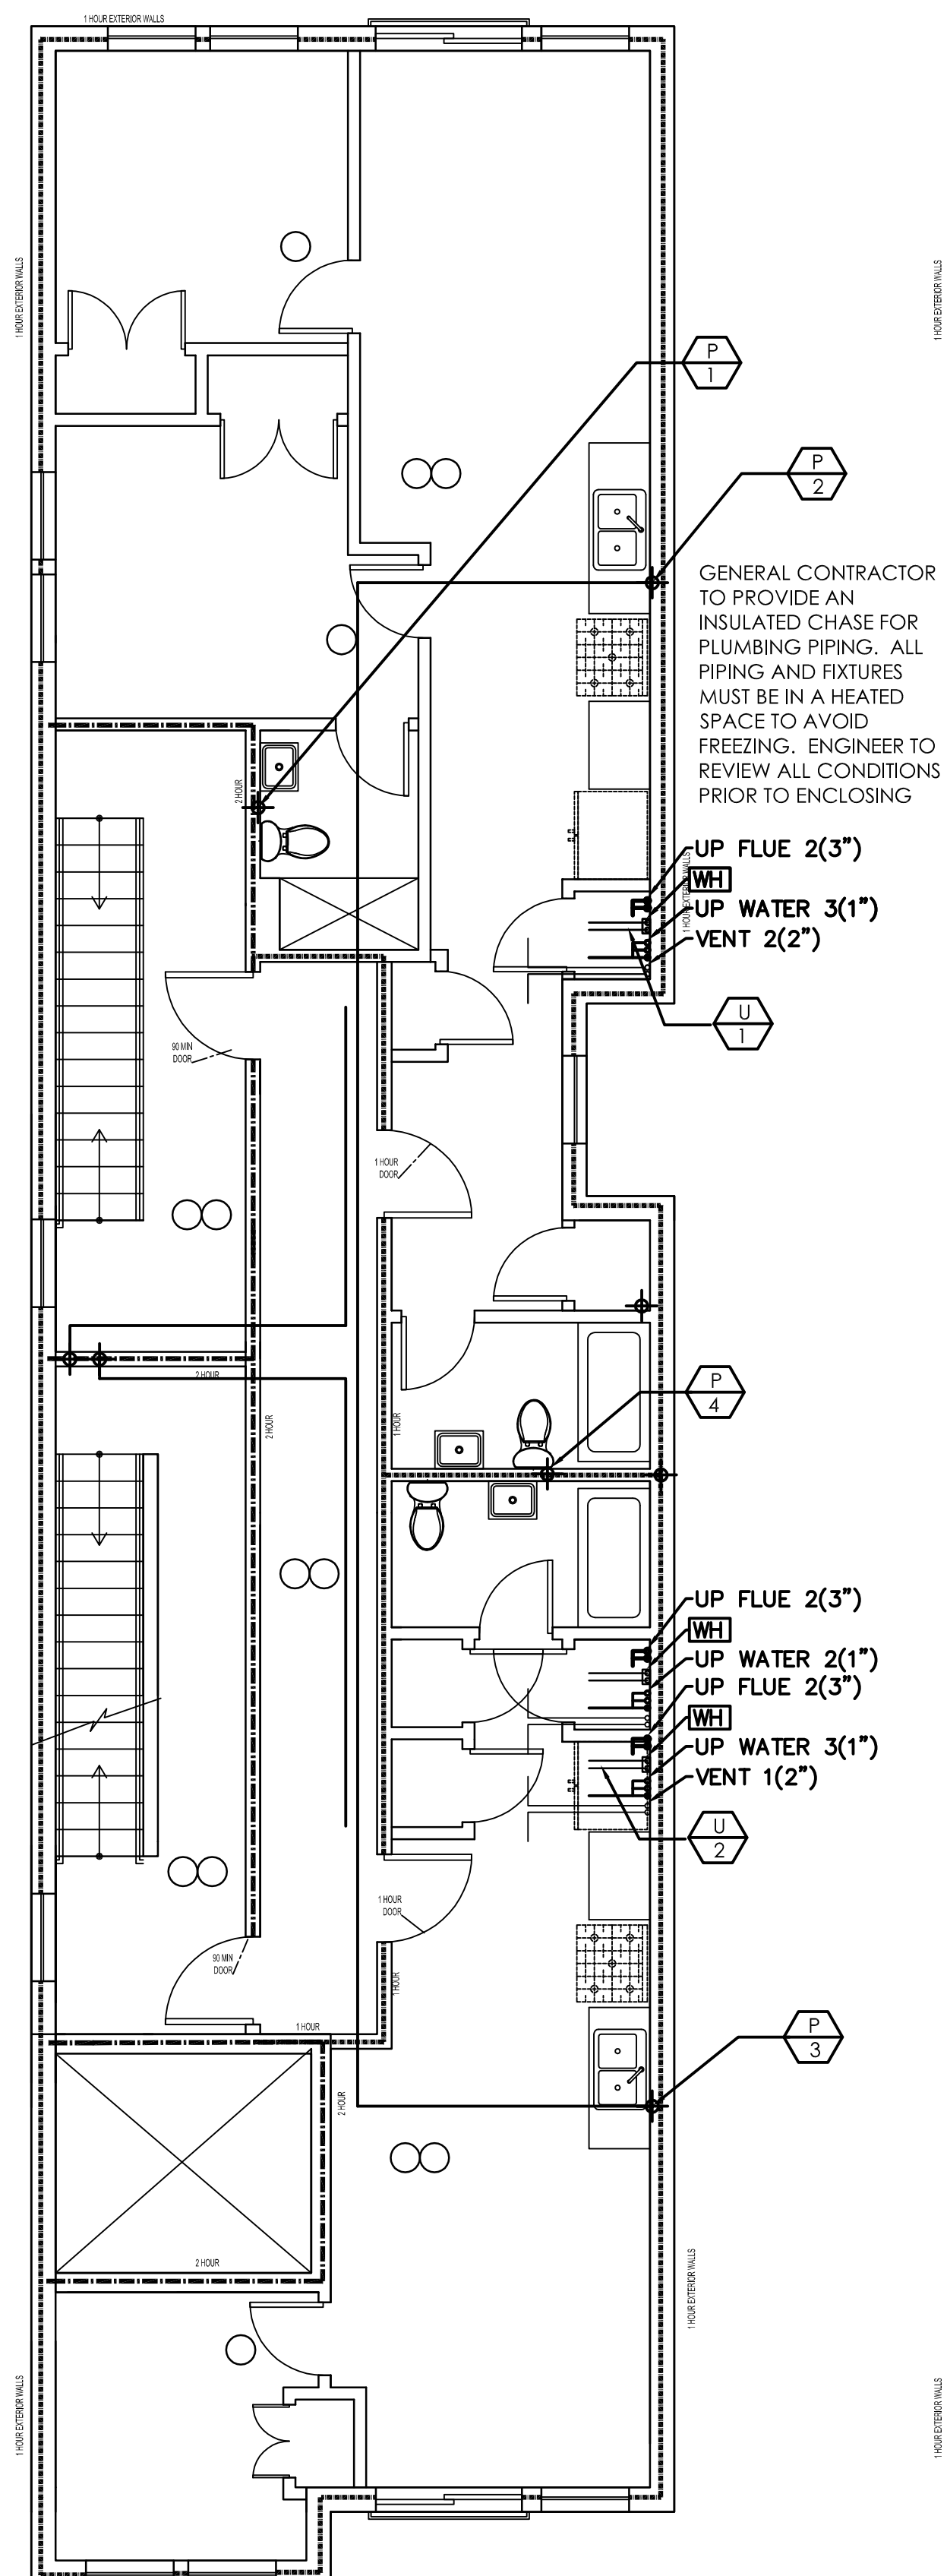 1 HOUR EXTERIOR WALLS
1 HOUR EXTERIOR WALLS
1 HOUR EXTERIOR WALLS
P
1
P
2
GENERAL CONTRACTOR
TO PROVIDE AN
INSULATED CHASE FOR
PLUMBING PIPING. ALL
PIPING AND FIXTURES
MUST BE IN A HEATED
SPACE TO AVOID
FREEZING. ENGINEER TO
REVIEW ALL CONDITIONS
PRIOR TO ENCLOSING
2 HOUR
UP FLUE 2(3")
WH
1 HOUR EXTERIOR WALLS
UP WATER 3(1")
VENT 2(2")
U
1
90 MIN
DOOR
1 HOUR
DOOR
2 HOUR
P
4
2 HOUR
1 HOUR
UP FLUE 2(3")
WH
UP WATER 2(1")
UP FLUE 2(3")
WH
UP WATER 3(1")
VENT 1(2")
U
2
1 HOUR
DOOR
90 MIN
DOOR
1 HOUR
1 HOUR
P
3
2 HOUR
2 HOUR
1 HOUR EXTERIOR WALLS
1 HOUR EXTERIOR WALLS
1 HOUR EXTERIOR WALLS